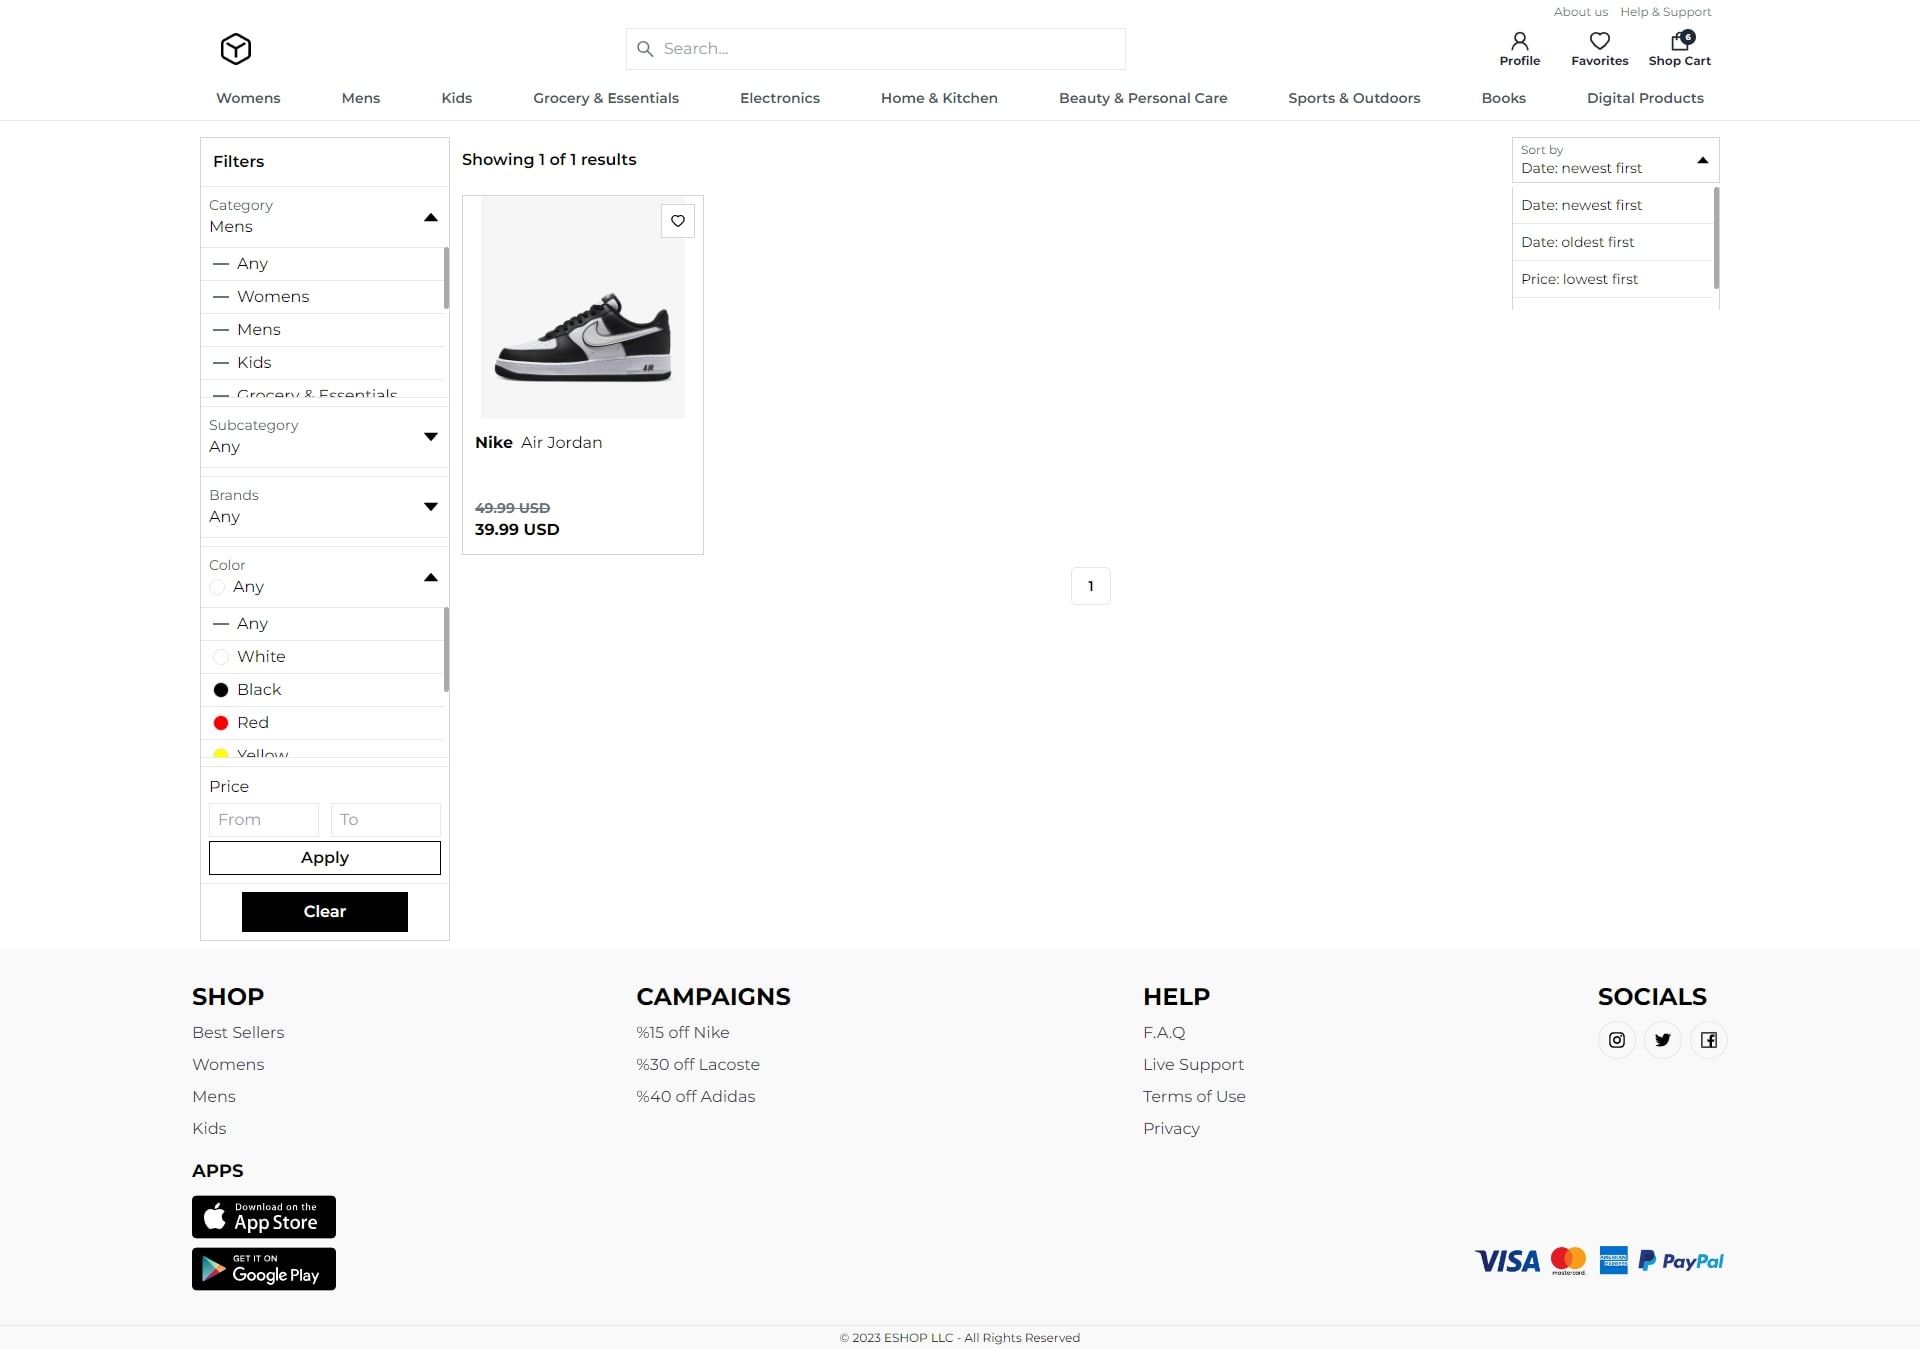 About us Help & Support
Search...
Profile Favorites 6 Shop Cart
Womens Mens Kids Grocery & Essentials Electronics Home & Kitchen Beauty & Personal Care Sports & Outdoors Books Digital Products
Filters
Category
Mens
Any
Womens
Mens
Kids
Grocery & Essentials
Subcategory
Any
Brands
Any
Color
Any
Any
White
Black
Red
Yellow
Price
From To
Apply
Clear
Showing 1 of 1 results
AIR
Nike Air Jordan
49.99 USD
39.99 USD
1
Sort by
Date: newest first
Date: newest first
Date: oldest first
Price: lowest first
SHOP
Best Sellers
Womens
Mens
Kids
CAMPAIGNS
%15 off Nike
%30 off Lacoste
%40 off Adidas
HELP
F.A.Q
Live Support
Terms of Use
Privacy
SOCIALS
APPS
Download on the
App Store
GET IT ON
Google Play
VISA mastercard AMERICAN EXPRESS PayPal
© 2023 ESHOP LLC - All Rights Reserved